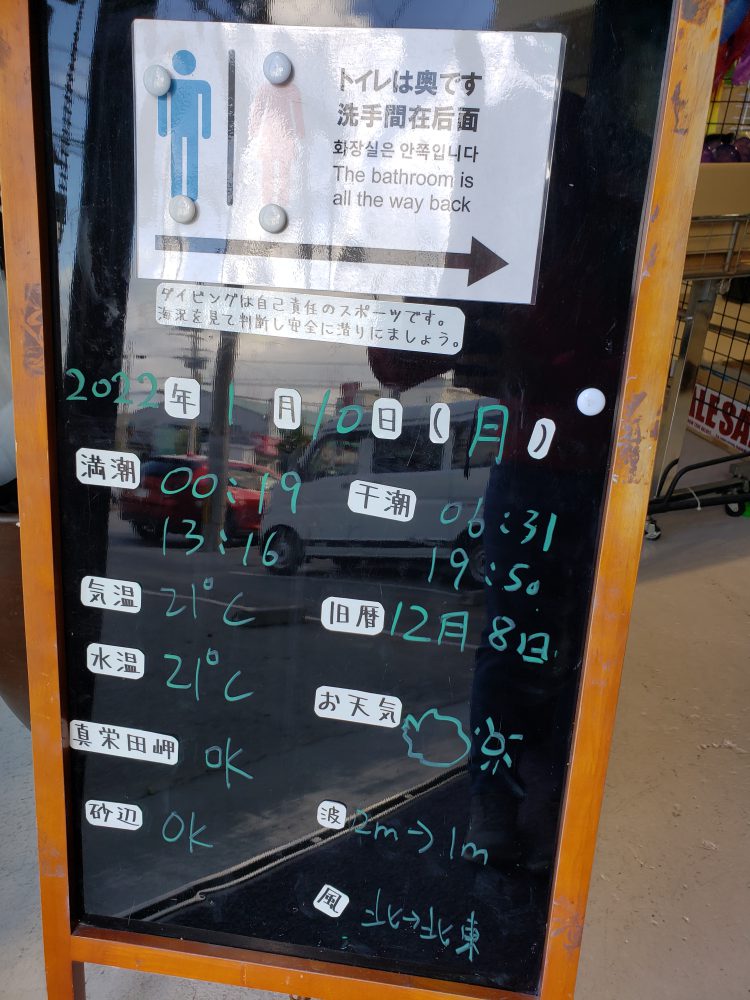 トイレは奥です
洗手間在后面
화장실은 안쪽입니다
The bathroom is
all the way back
ダイビングは自己責任のスポーツです。
海況を見て判断し安全に潜りにましょう。
2022年1月10日(月)
満潮 00:19 干潮 06:31
13:16 19:50
気温 21°C 旧暦 12月8日
水温 21°C お天気
真栄田岬 OK
砂辺 OK 波 2m→1m
風 北→北東
LESA